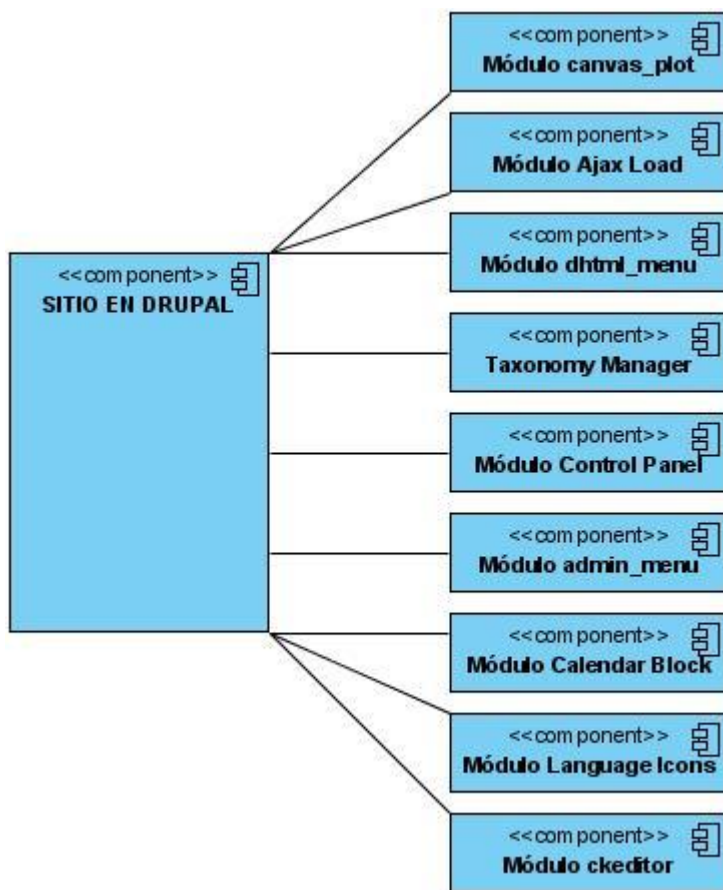 <<component>>
SITIO EN DRUPAL
<<component>>
Módulo canvas_plot
<<component>>
Módulo Ajax Load
<<component>>
Módulo dhtml_menu
<<component>>
Taxonomy Manager
<<component>>
Módulo Control Panel
<<component>>
Módulo admin_menu
<<component>>
Módulo Calendar Block
<<component>>
Módulo Language Icons
<<component>>
Módulo ckeditor